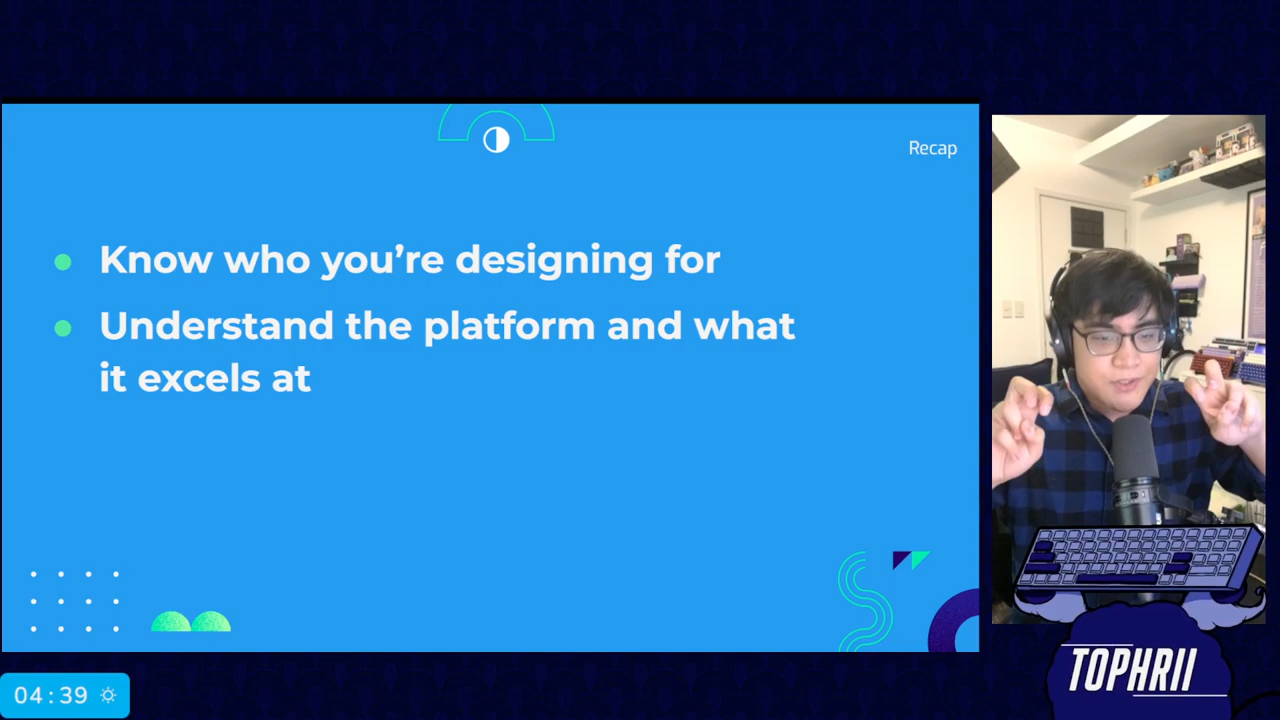 Recap
Know who you’re designing for
Understand the platform and what
it excels at
04:39
TOPHRII